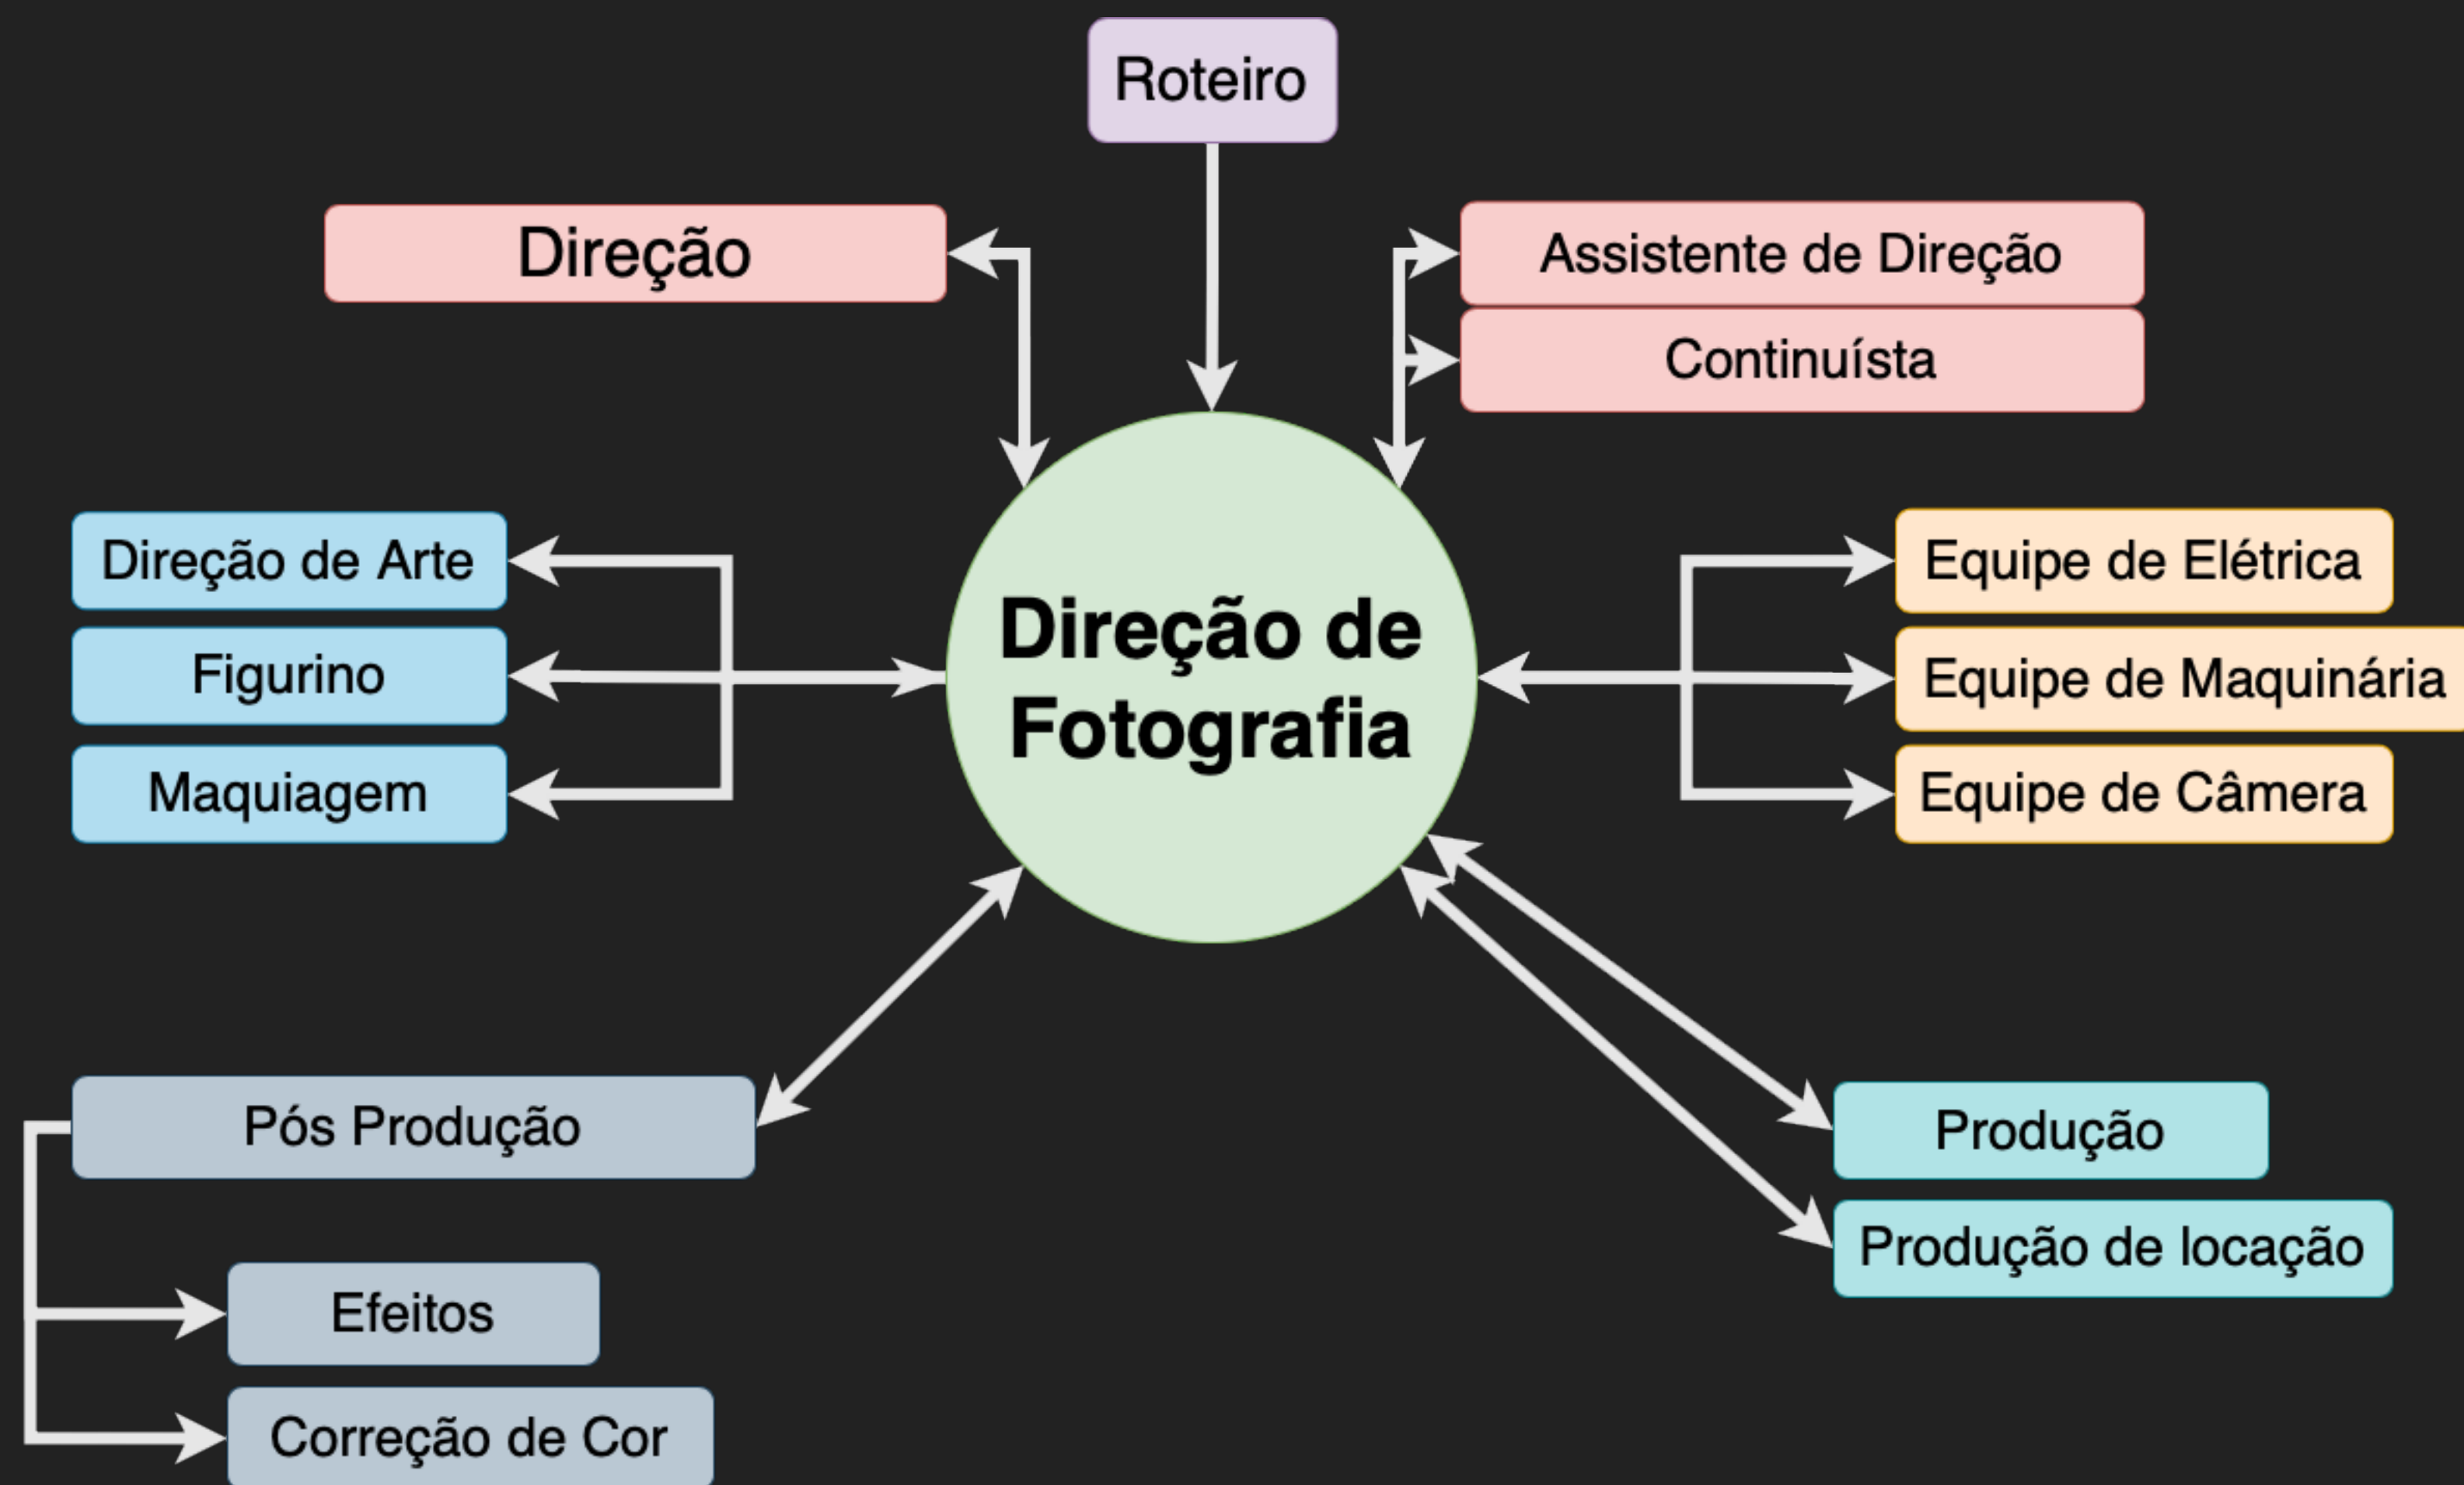 Roteiro
Direção
Assistente de Direção
Continuísta
Direção de Arte
Figurino
Maquiagem
Direção de
Fotografia
Equipe de Elétrica
Equipe de Maquinária
Equipe de Câmera
Pós Produção
Efeitos
Correção de Cor
Produção
Produção de locação